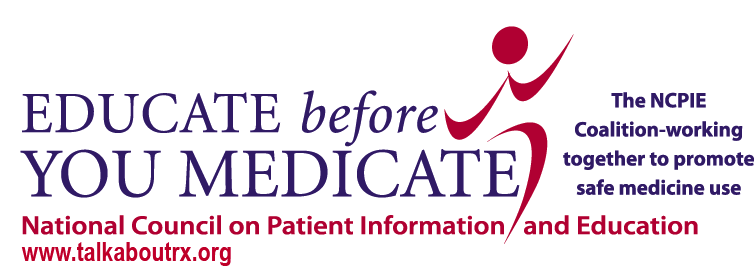 EDUCATE before
YOU MEDICATE
The NCPIE
Coalition-working
together to promote
safe medicine use
National Council on Patient Information and Education
www.talkaboutrx.org